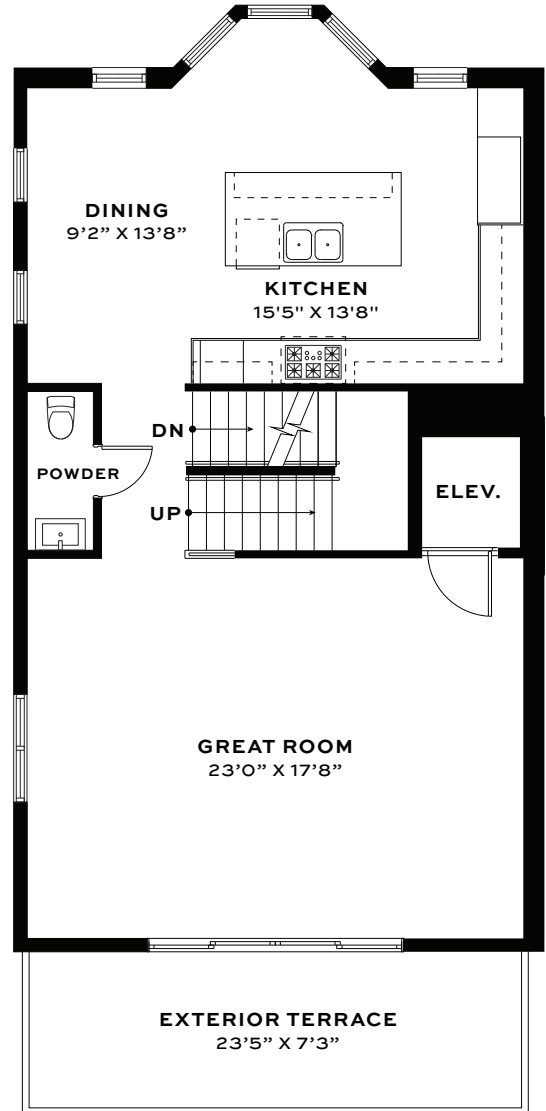 DINING
9’2” X 13’8”
KITCHEN
15'5" X 13'8"
DN
POWDER
ELEV.
UP
GREAT ROOM
23’0” X 17’8”
EXTERIOR TERRACE
23’5” X 7’3”